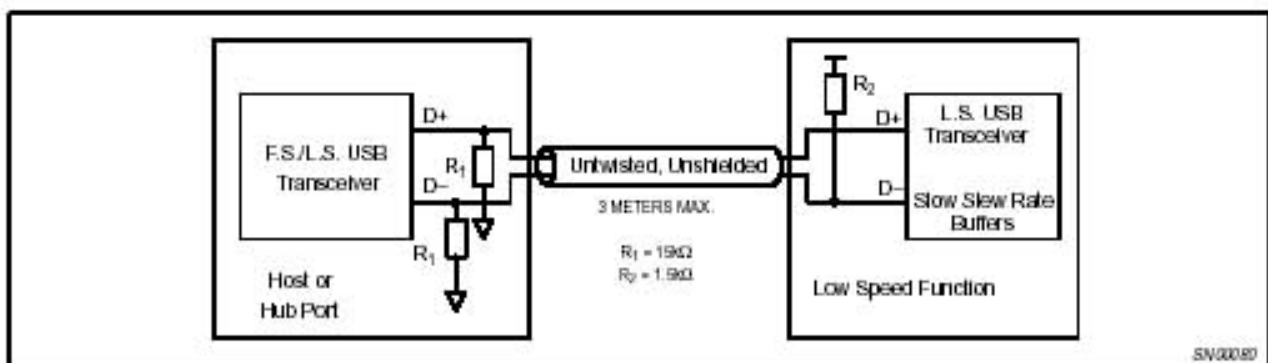 D+
F.S./L.S. USB
Transceiver
R1
D–
R1
Host or
Hub Port
Untwisted, Unshielded
3 METERS MAX.
R1 = 15kΩ
R2 = 1.5kΩ
R2
D+
L.S. USB
Transceiver
D–
Slow Slew Rate
Buffers
Low Speed Function
SN00080